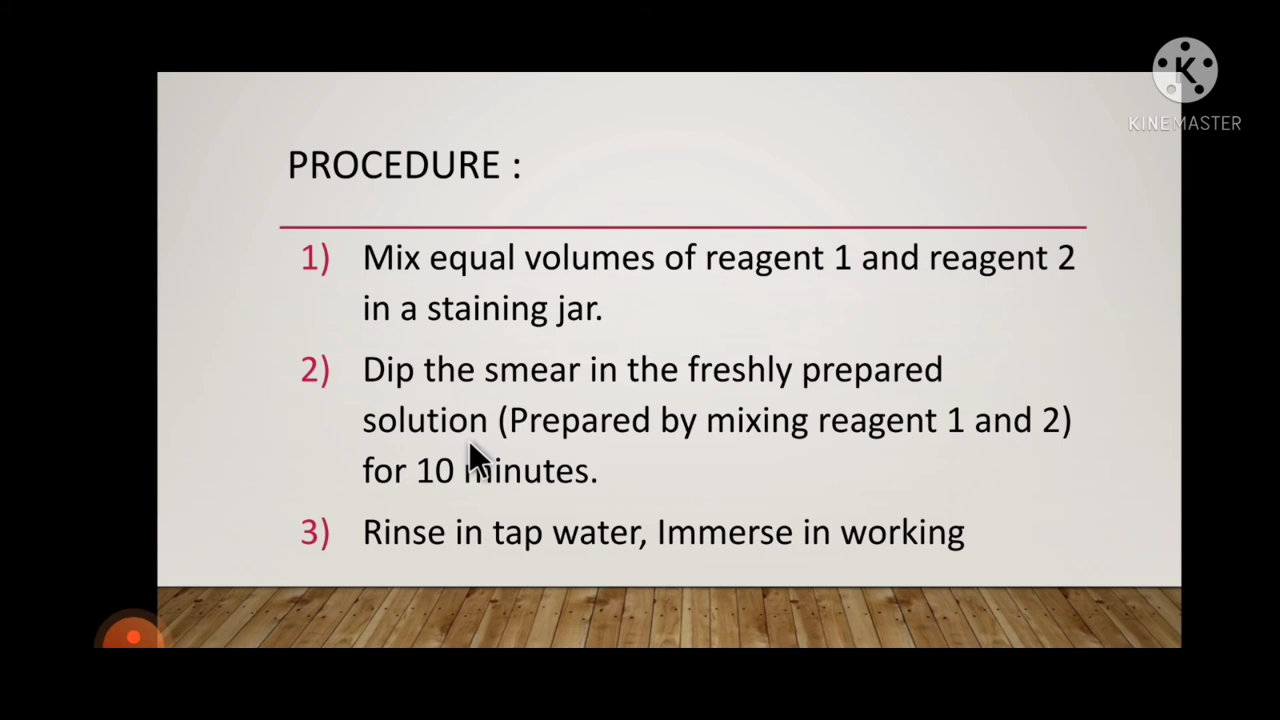 K
KINEMASTER
PROCEDURE :
1) Mix equal volumes of reagent 1 and reagent 2
in a staining jar.
2) Dip the smear in the freshly prepared
solution (Prepared by mixing reagent 1 and 2)
for 10 minutes.
3) Rinse in tap water, Immerse in working